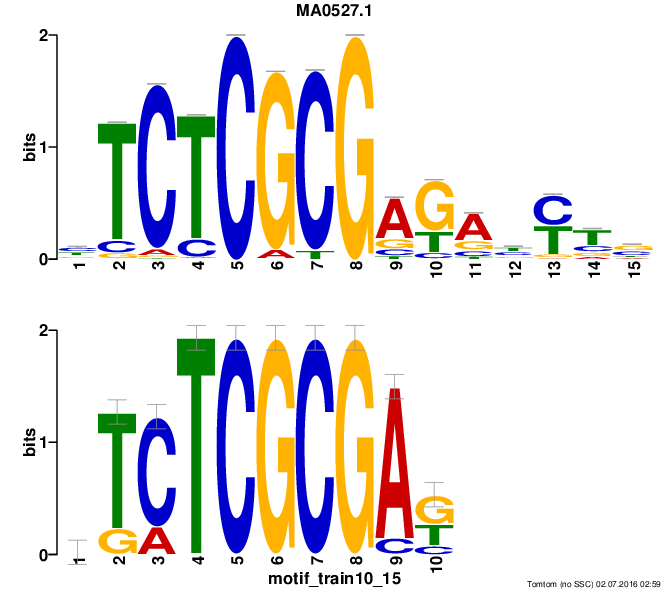 MA0527.1
bits
2
1
0
T C T C G C G A G A C T
1 2 3 4 5 6 7 8 9 10 11 12 13 14 15
bits
2
1
0
T C T C G C G A G
1 2 3 4 5 6 7 8 9 10
motif_train10_15
Tomtom (no SSC) 02.07.2016 02:59